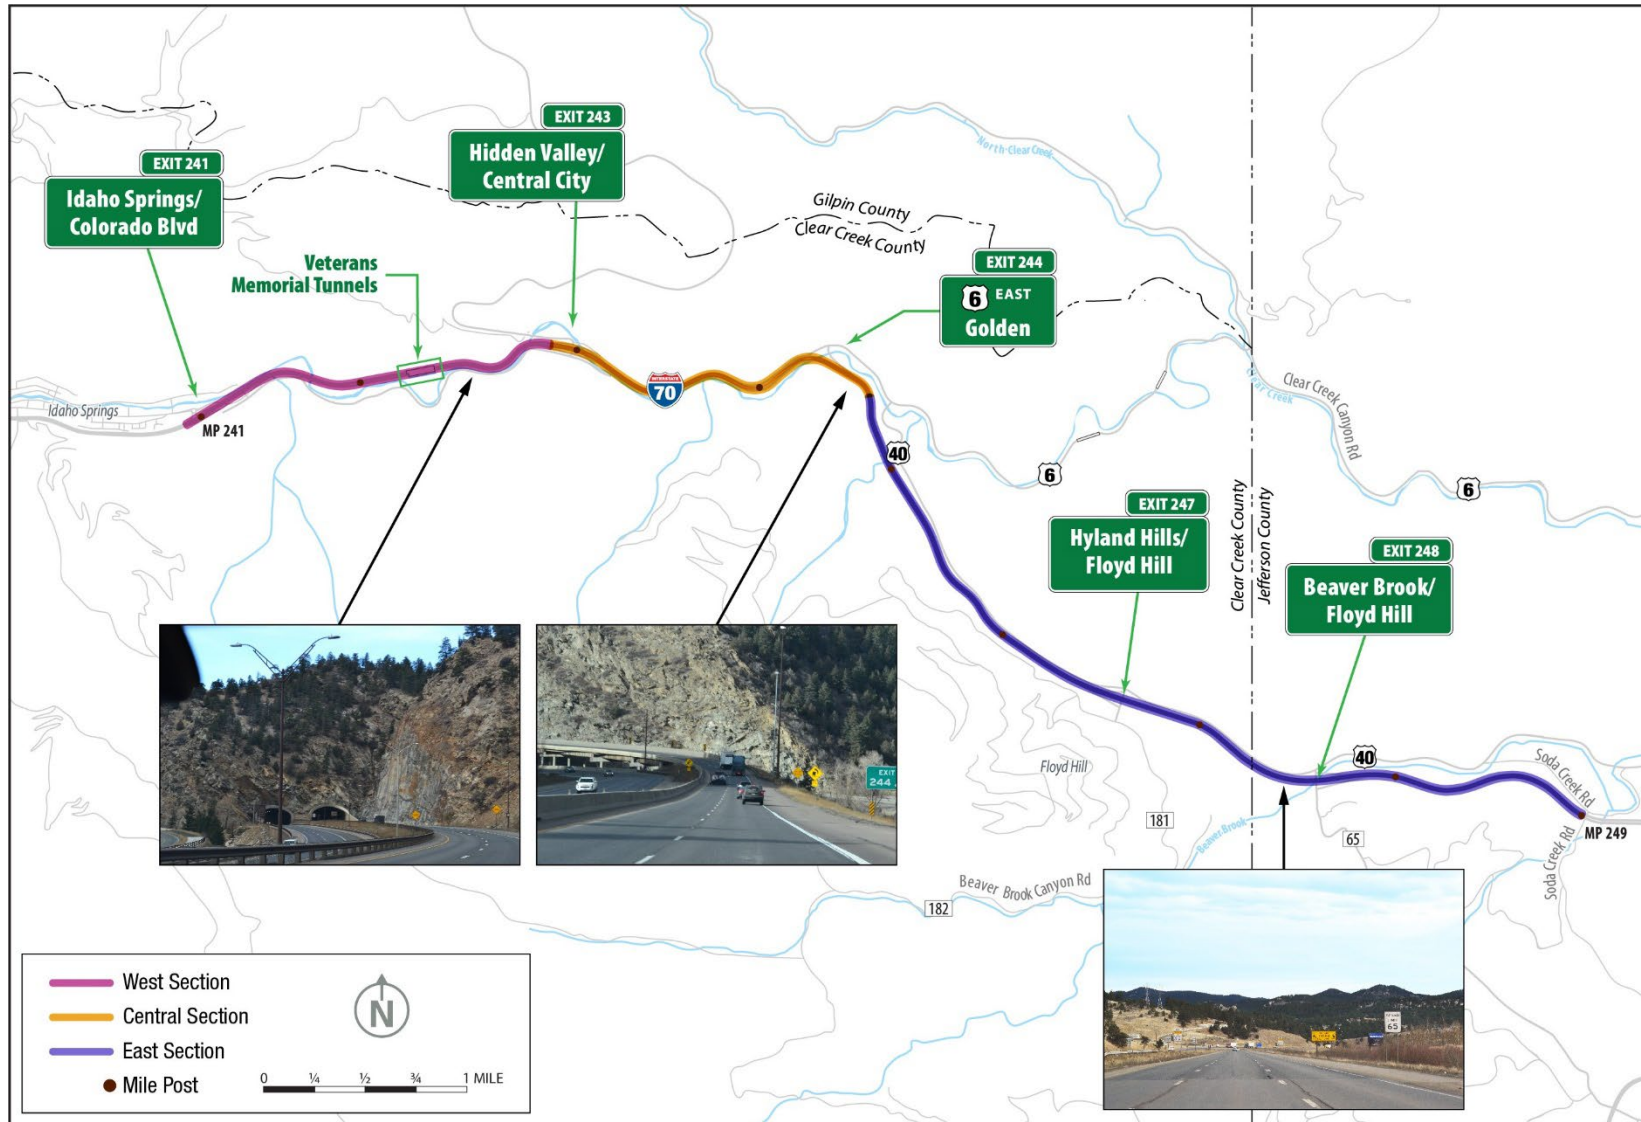 EXIT 241
Idaho Springs/
Colorado Blvd
EXIT 243
Hidden Valley/
Central City
Veterans
Memorial Tunnels
North Clear Creek
Gilpin County
Clear Creek County
EXIT 244
6 EAST
Golden
Idaho Springs
MP 241
INTERSTATE
70
40
6
Clear Creek
Clear Creek Canyon Rd
6
EXIT 247
Hyland Hills/
Floyd Hill
Clear Creek County
Jefferson County
EXIT 248
Beaver Brook/
Floyd Hill
EXIT
244
Floyd Hill
181
Beaver Brook
40
65
Soda Creek Rd
MP 249
Soda Creek Rd
Beaver Brook Canyon Rd
182
65
West Section
Central Section
East Section
Mile Post
N
0 ¼ ½ ¾ 1 MILE